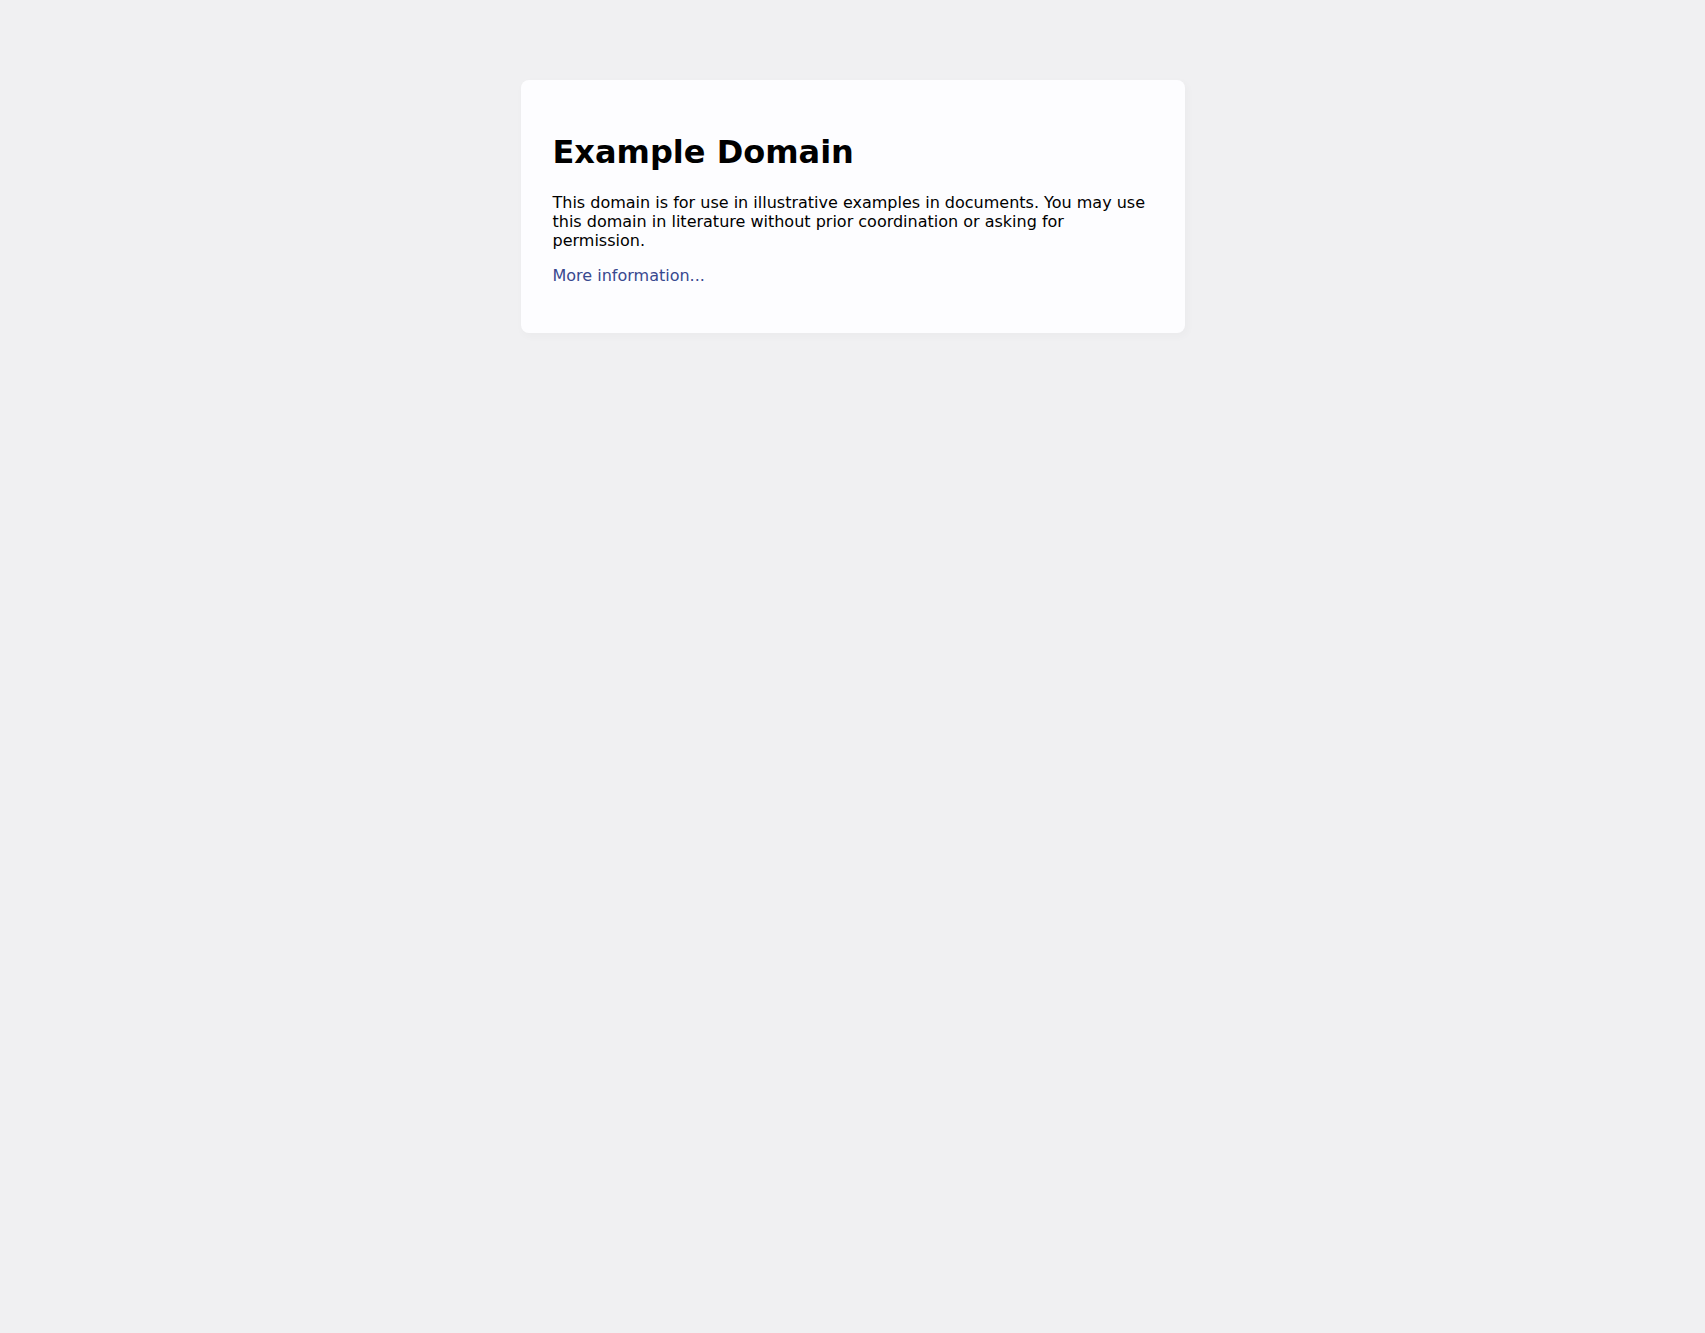 Example Domain
This domain is for use in illustrative examples in documents. You may use
this domain in literature without prior coordination or asking for
permission.
More information...